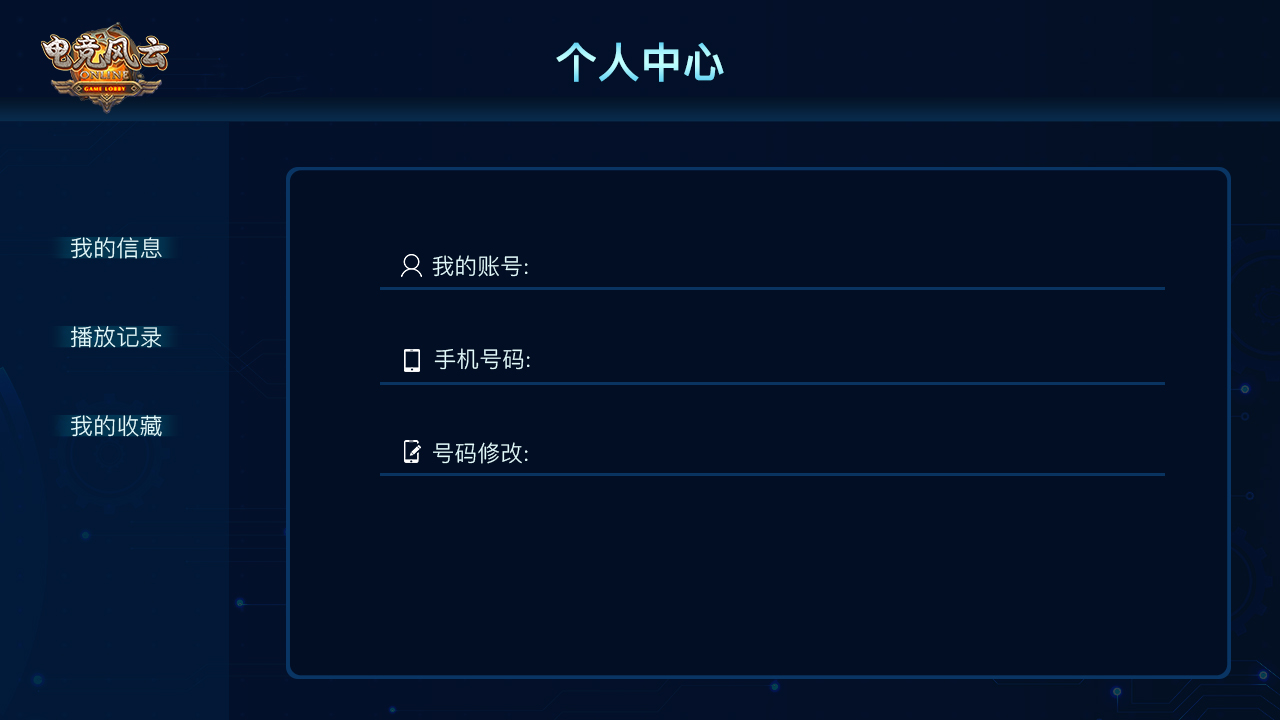 电竞风云
ONLINE
GAME LOBBY
个人中心
我的信息
播放记录
我的收藏
我的账号:
手机号码:
号码修改: